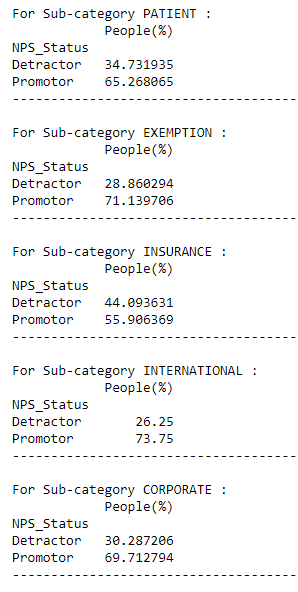 For Sub-category PATIENT :
People(%)
NPS_Status
Detractor 34.731935
Promotor 65.268065
-------------------------------------
For Sub-category EXEMPTION :
People(%)
NPS_Status
Detractor 28.860294
Promotor 71.139706
-------------------------------------
For Sub-category INSURANCE :
People(%)
NPS_Status
Detractor 44.093631
Promotor 55.906369
-------------------------------------
For Sub-category INTERNATIONAL :
People(%)
NPS_Status
Detractor 26.25
Promotor 73.75
-------------------------------------
For Sub-category CORPORATE :
People(%)
NPS_Status
Detractor 30.287206
Promotor 69.712794
-------------------------------------